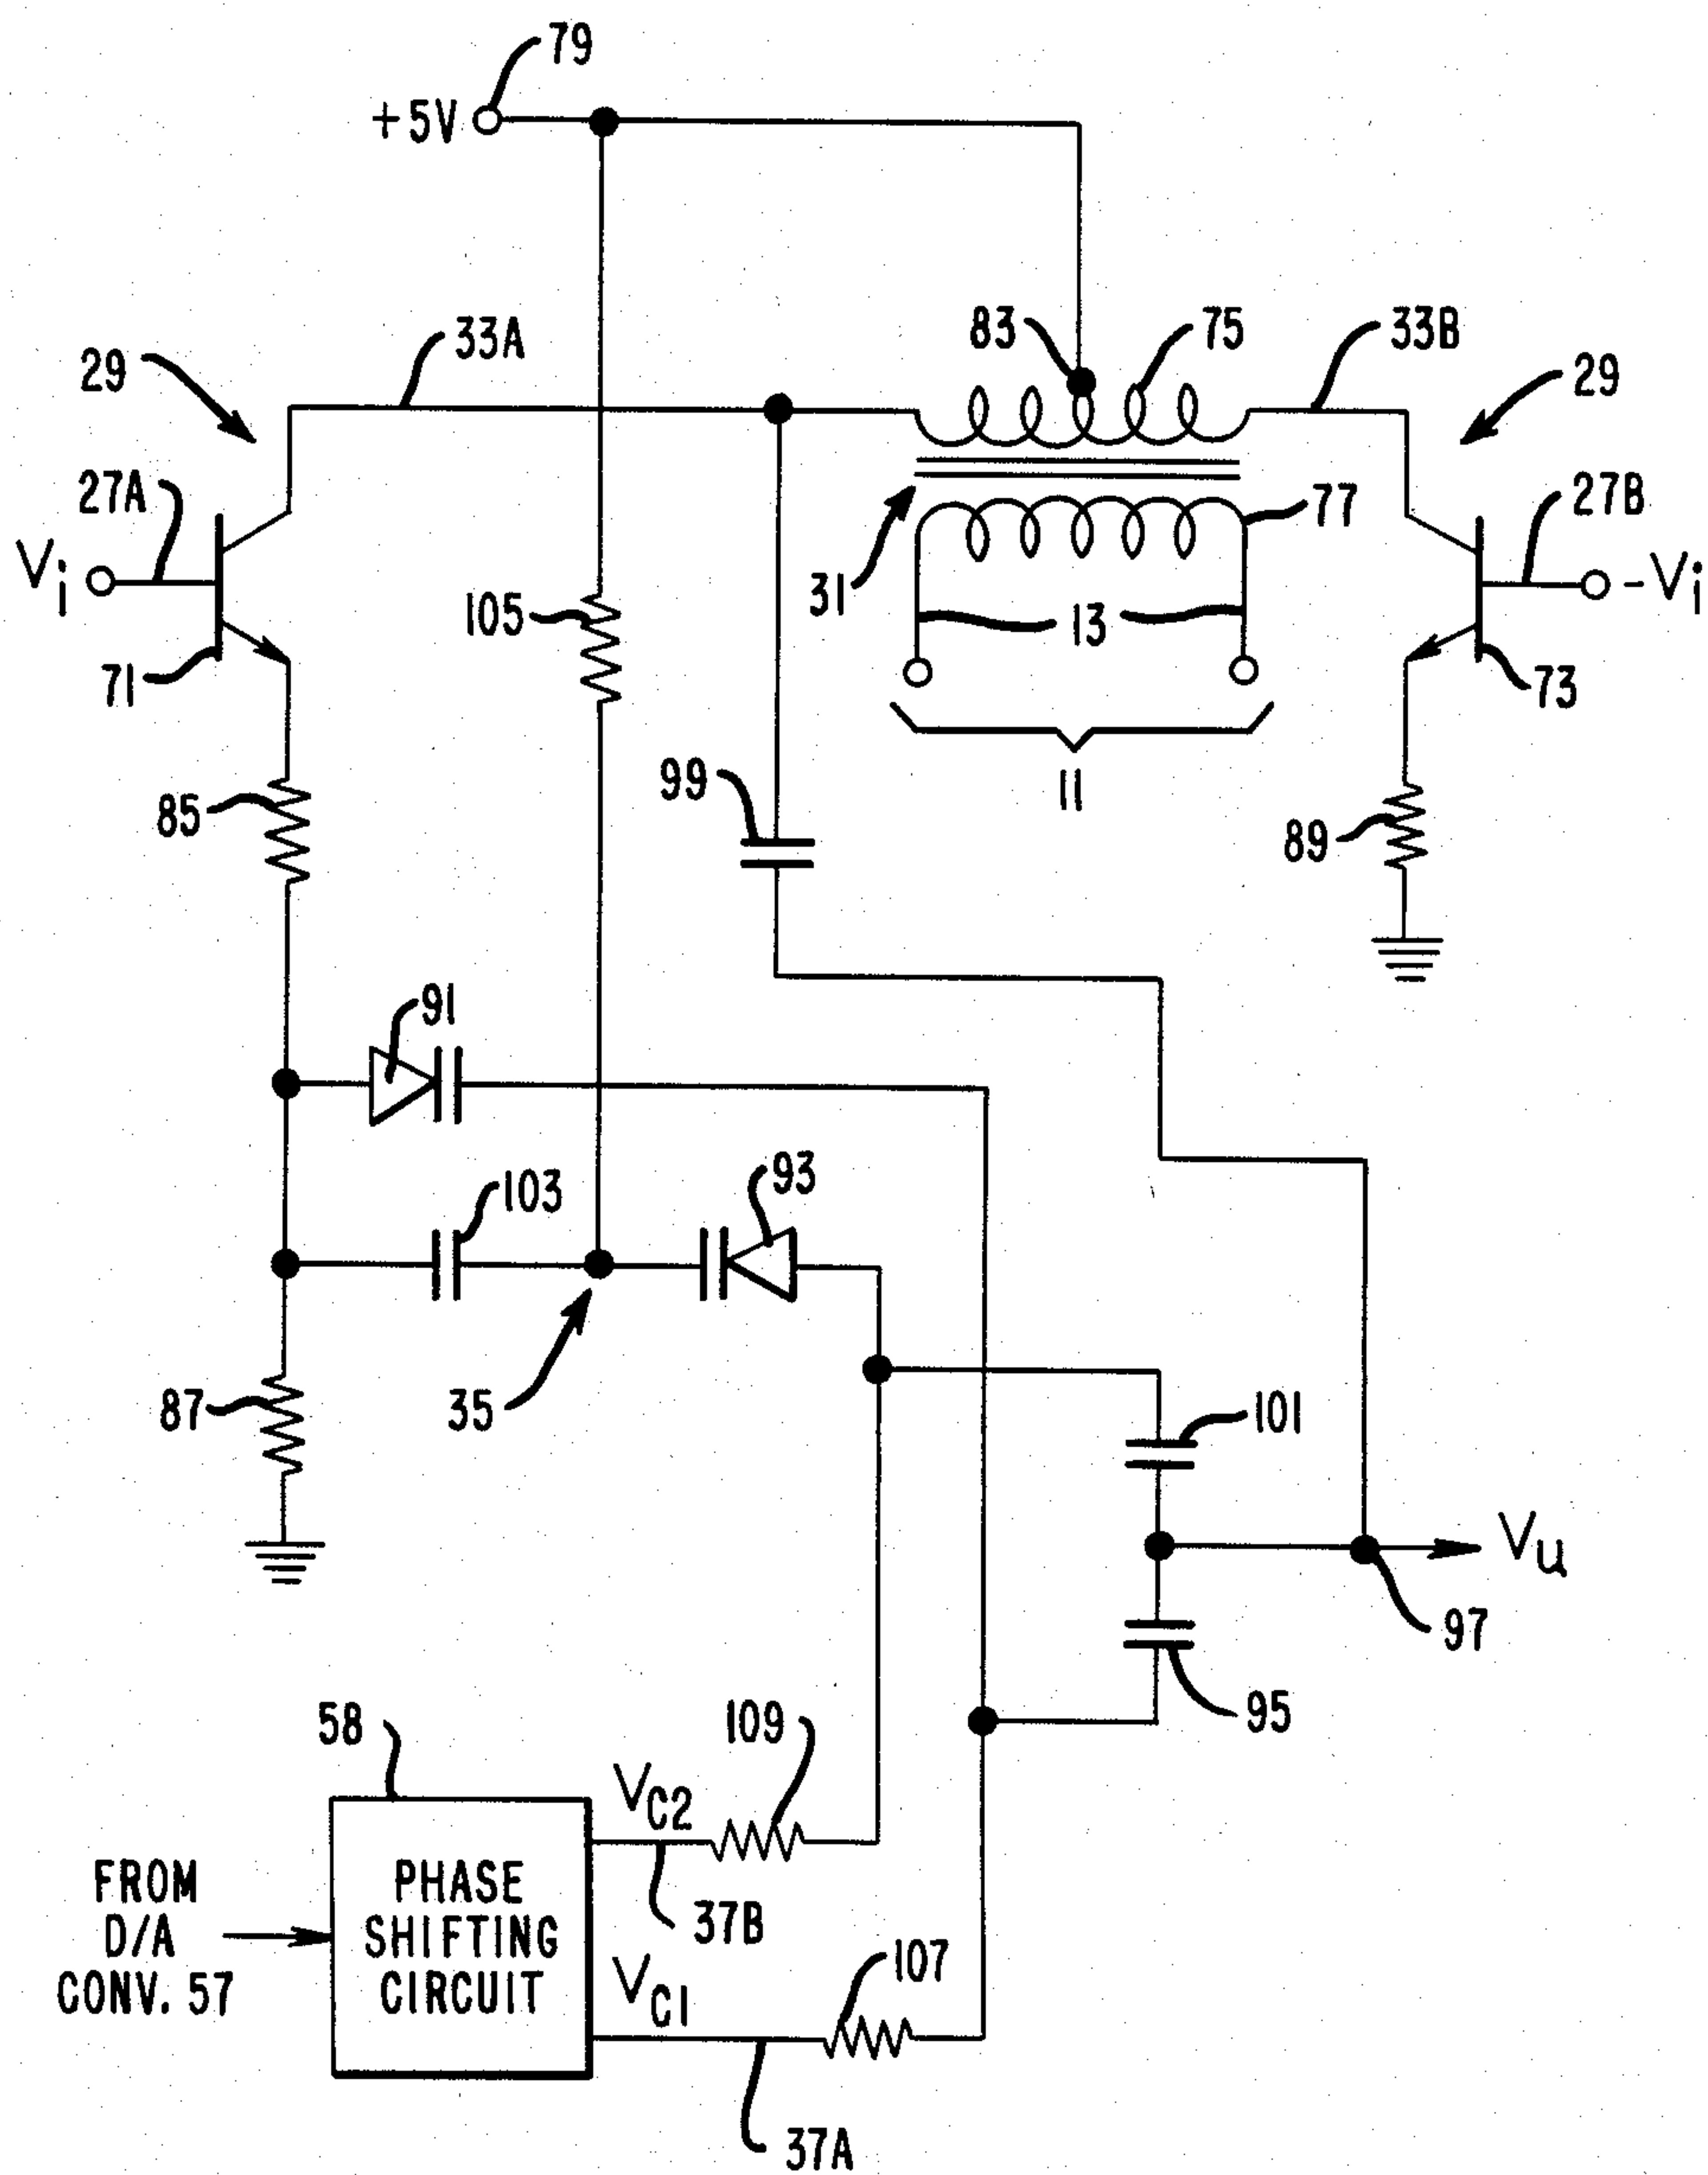 79
+5V
33A
83
75
33B
29
29
27A
77
27B
Vi
105
31
13
-Vi
71
73
99
11
85
89
91
93
103
87
35
101
Vu
97
58
109
95
VC2
FROM
D/A
CONV. 57
PHASE
SHIFTING
CIRCUIT
37B
107
VC1
37A